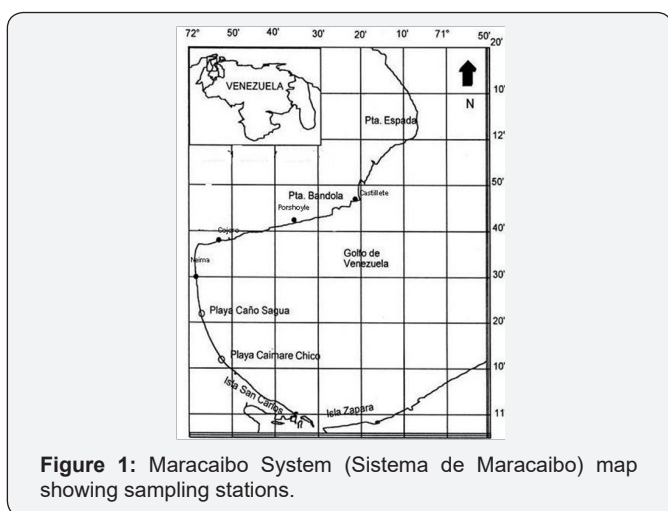 72° 50' 40' 30' 20' 10' 71° 50'
20'
VENEZUELA
10'
N
Pta. Espada
12'
50'
Pta. Bandola Castillete
Porshoyle
40'
Cojoro
Golfo de
Venezuela
Neima
30'
Playa Caño Sagua
20'
Playa Caimare Chico
10'
Isla San Carlos
Isla Zapara
11'
Figure 1: Maracaibo System (Sistema de Maracaibo) map
showing sampling stations.